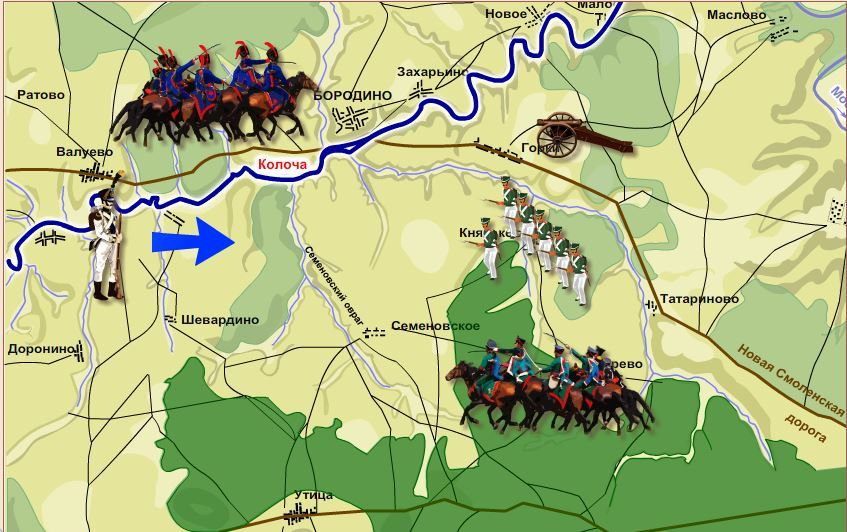 Новое
Мало
Маслово
Захарьино
Ратово
БОРОДИНО
Горки
Валуево
Колоча
Семеновский овраг
Татариново
Шевардино
Семеновское
Доронино
Новая Смоленская
дорога
Утица